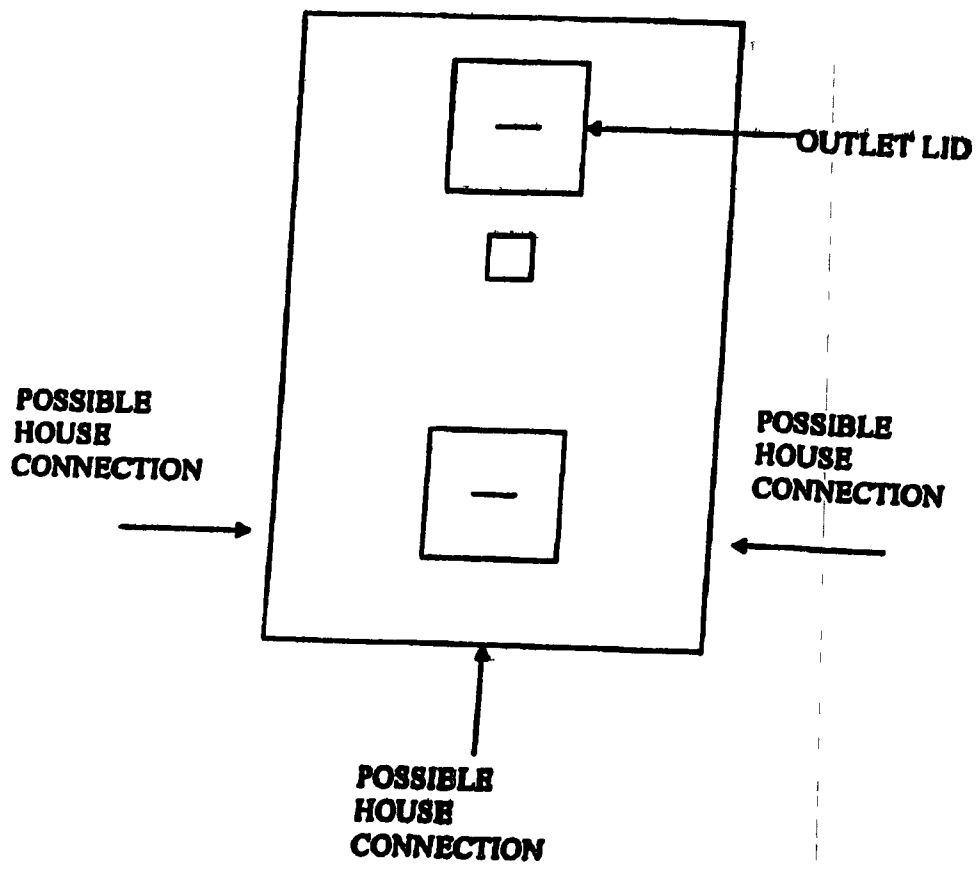 OUTLET LID
POSSIBLE
HOUSE
CONNECTION
POSSIBLE
HOUSE
CONNECTION
POSSIBLE
HOUSE
CONNECTION